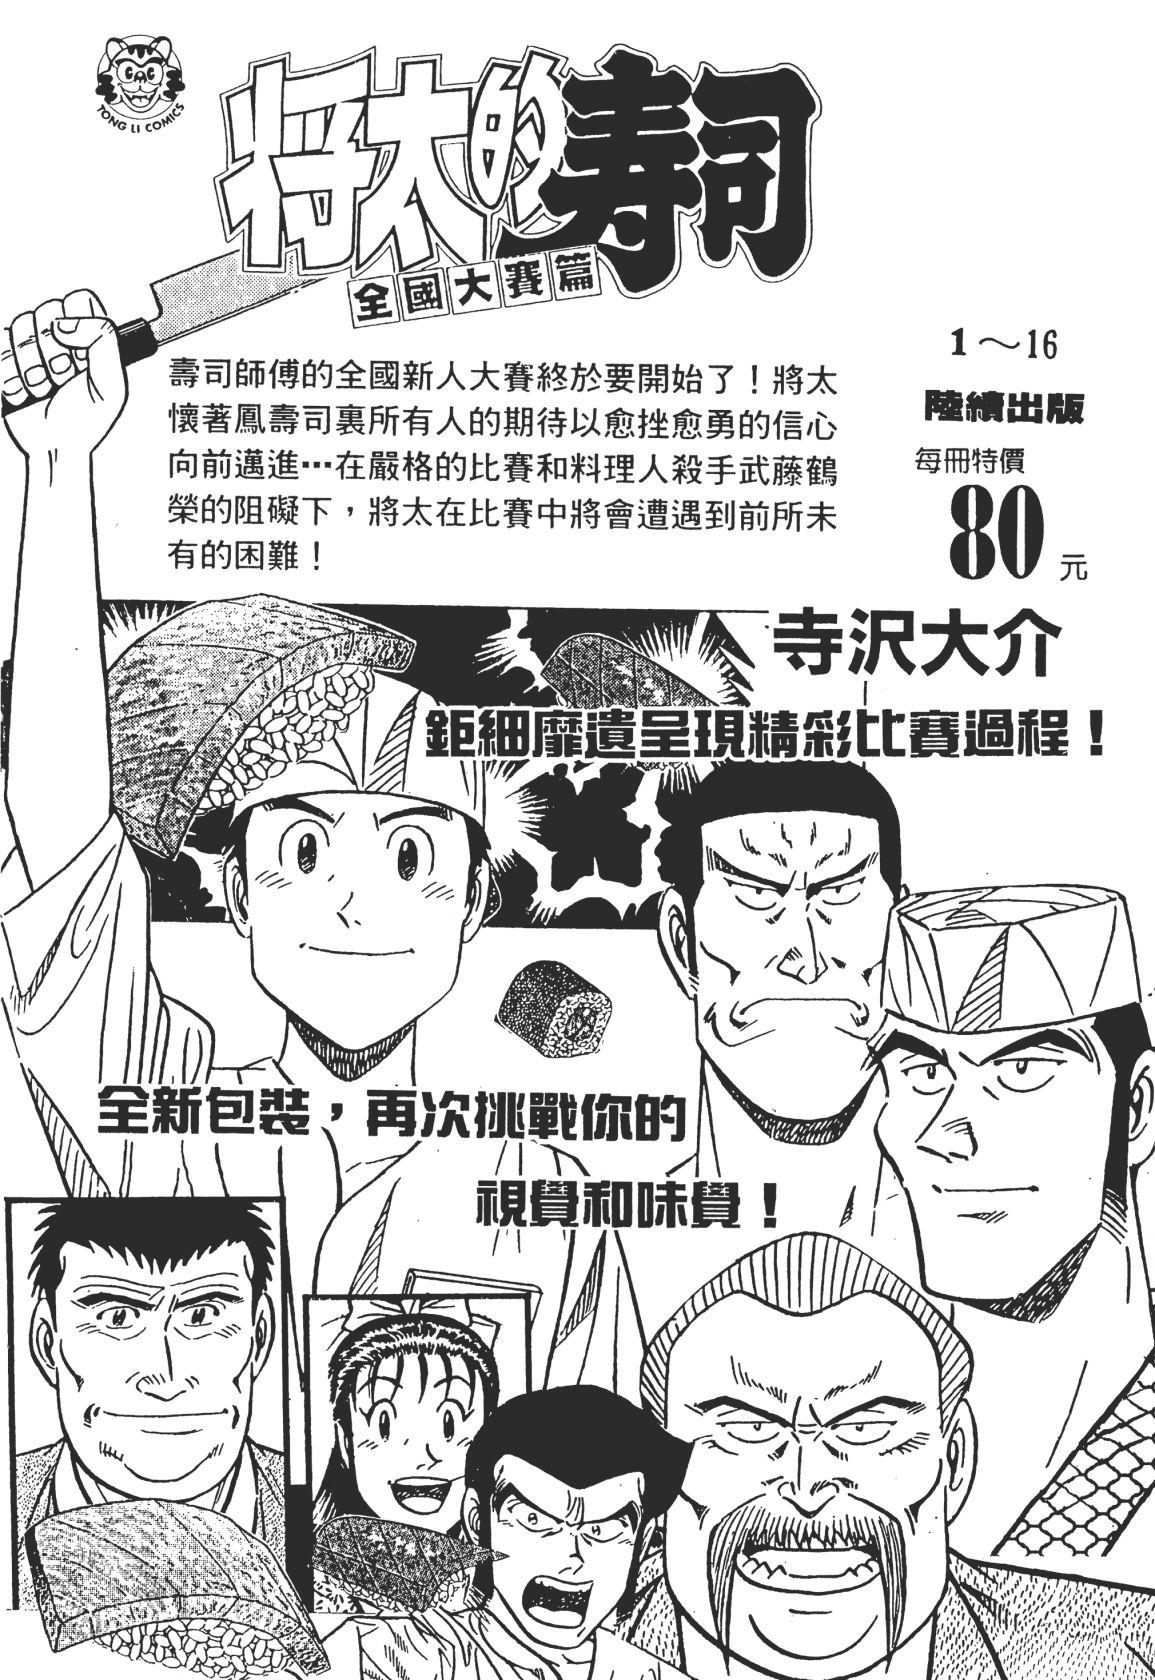 TONG LI COMICS
將太的寿司
全國大賽篇
1～16
陸續出版
每冊特價
80元
壽司師傅的全國新人大賽終於要開始了！將太
懷著鳳壽司裏所有人的期待以愈挫愈勇的信心
向前邁進…在嚴格的比賽和料理人殺手武藤鶴
榮的阻礙下，將太在比賽中將會遭遇到前所未
有的困難！
寺沢大介
鉅細靡遺呈現精彩比賽過程！
全新包裝，再次挑戰你的
視覺和味覺！